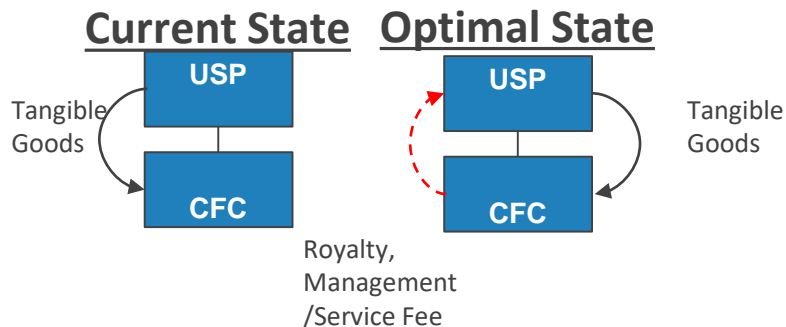 Current State
USP
Tangible
Goods
CFC
Optimal State
USP
Tangible
Goods
CFC
Royalty,
Management
/Service Fee